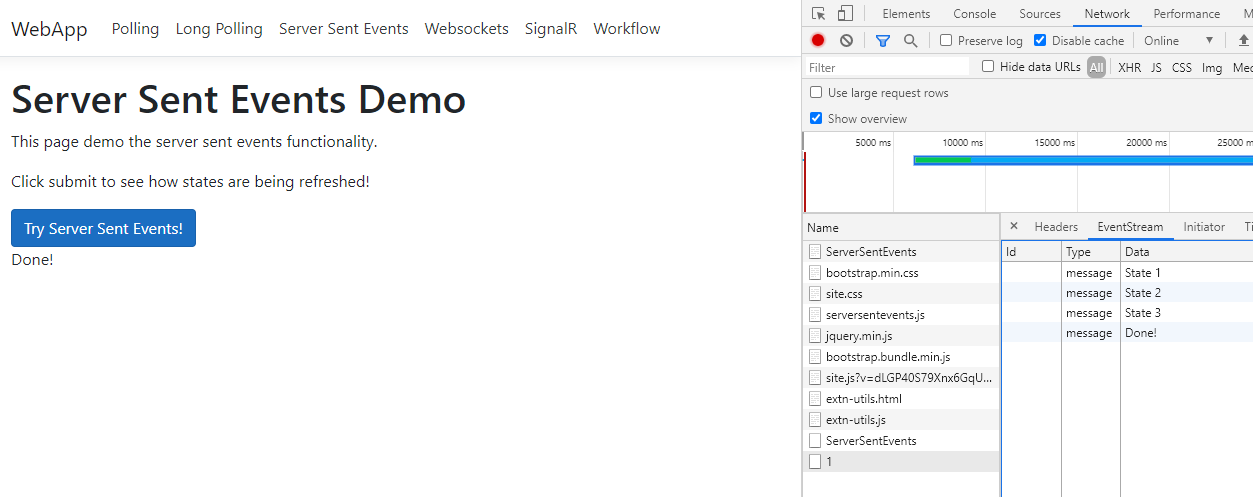 WebApp Polling Long Polling Server Sent Events Websockets SignalR Workflow
Server Sent Events Demo
This page demo the server sent events functionality.
Click submit to see how states are being refreshed!
Try Server Sent Events!
Done!
Elements Console Sources Network Performance M
Preserve log Disable cache Online
Filter Hide data URLs All XHR JS CSS Img Med
Use large request rows
Show overview
5000 ms 10000 ms 15000 ms 20000 ms 25000 m
Name
ServerSentEvents
bootstrap.min.css
site.css
serversentevents.js
jquery.min.js
bootstrap.bundle.min.js
site.js?v=dLGP40S79Xnx6GqU...
extn-utils.html
extn-utils.js
ServerSentEvents
1
× Headers EventStream Initiator Ti
Id Type Data
message State 1
message State 2
message State 3
message Done!